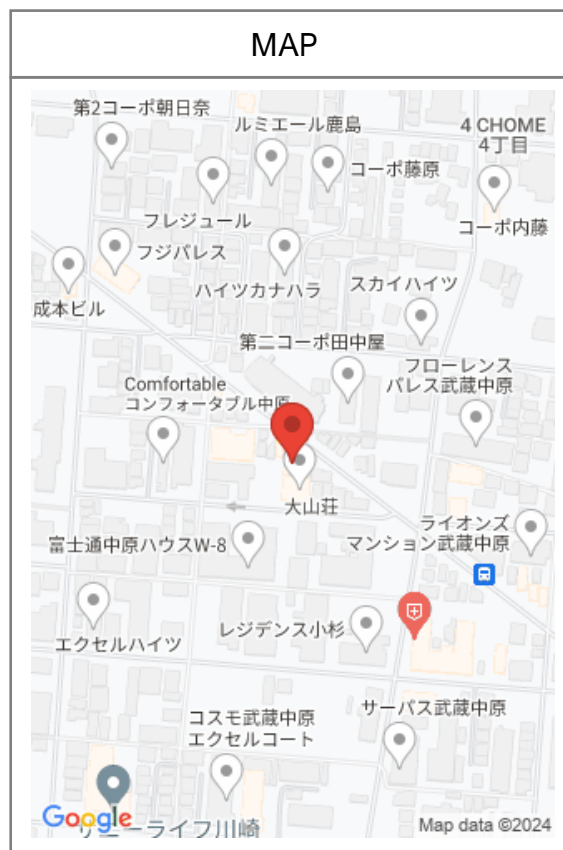 MAP
第2コーポ朝日奈
ルミエール鹿島
4 CHOME
4丁目
コーポ藤原
フレジュール
コーポ内藤
フジパレス
ハイツカナハラ
スカイハイツ
成本ビル
第二コーポ田中屋
フローレンス
パレス武蔵中原
Comfortable
コンフォータブル中原
大山荘
ライオンズ
マンション武蔵中原
富士通中原ハウスW-8
エクセルハイツ
レジデンス小杉
サーパス武蔵中原
コスモ武蔵中原
エクセルコート
Google
ーライフ川崎
Map data ©2024